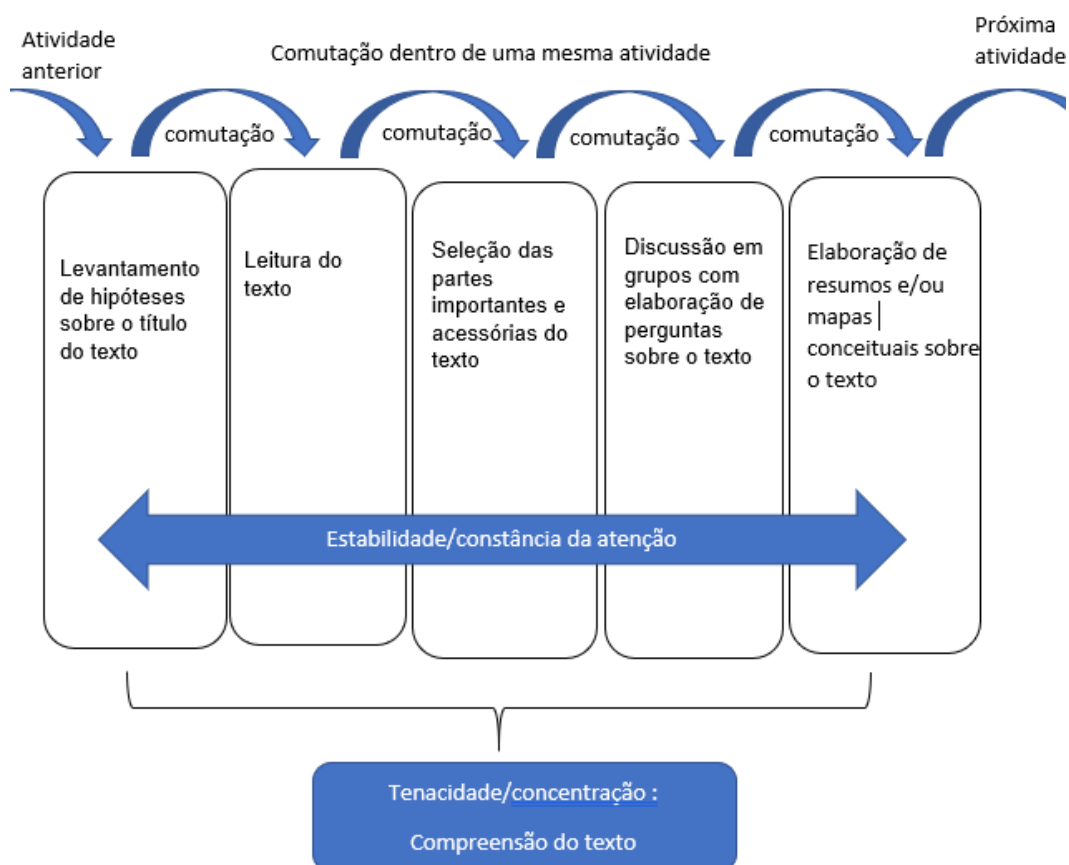 Atividade
anterior
Comutação dentro de uma mesma atividade
Próxima
atividade
comutação
comutação
comutação
comutação
Levantamento
de hipóteses
sobre o título
do texto
Leitura do
texto
Seleção das
partes
importantes e
acessórias do
texto
Discussão em
grupos com
elaboração de
perguntas
sobre o texto
Elaboração de
resumos e/ou
mapas
conceituais sobre
o texto
Estabilidade/constância da atenção
Tenacidade/concentração :
Compreensão do texto